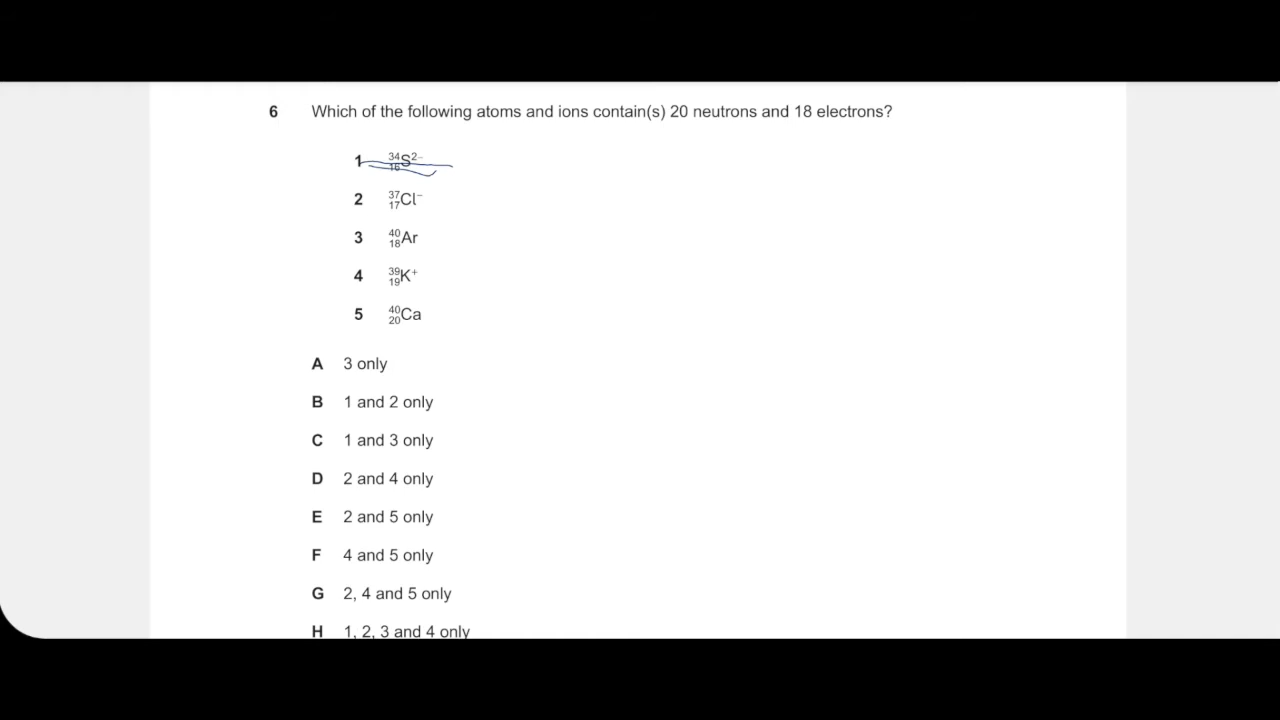 6 Which of the following atoms and ions contain(s) 20 neutrons and 18 electrons?
1 ³⁴₁₆S²⁻
2 ³⁷₁₇Cl⁻
3 ⁴⁰₁₈Ar
4 ³⁹₁₉K⁺
5 ⁴⁰₂₀Ca
A 3 only
B 1 and 2 only
C 1 and 3 only
D 2 and 4 only
E 2 and 5 only
F 4 and 5 only
G 2, 4 and 5 only
H 1, 2, 3 and 4 only